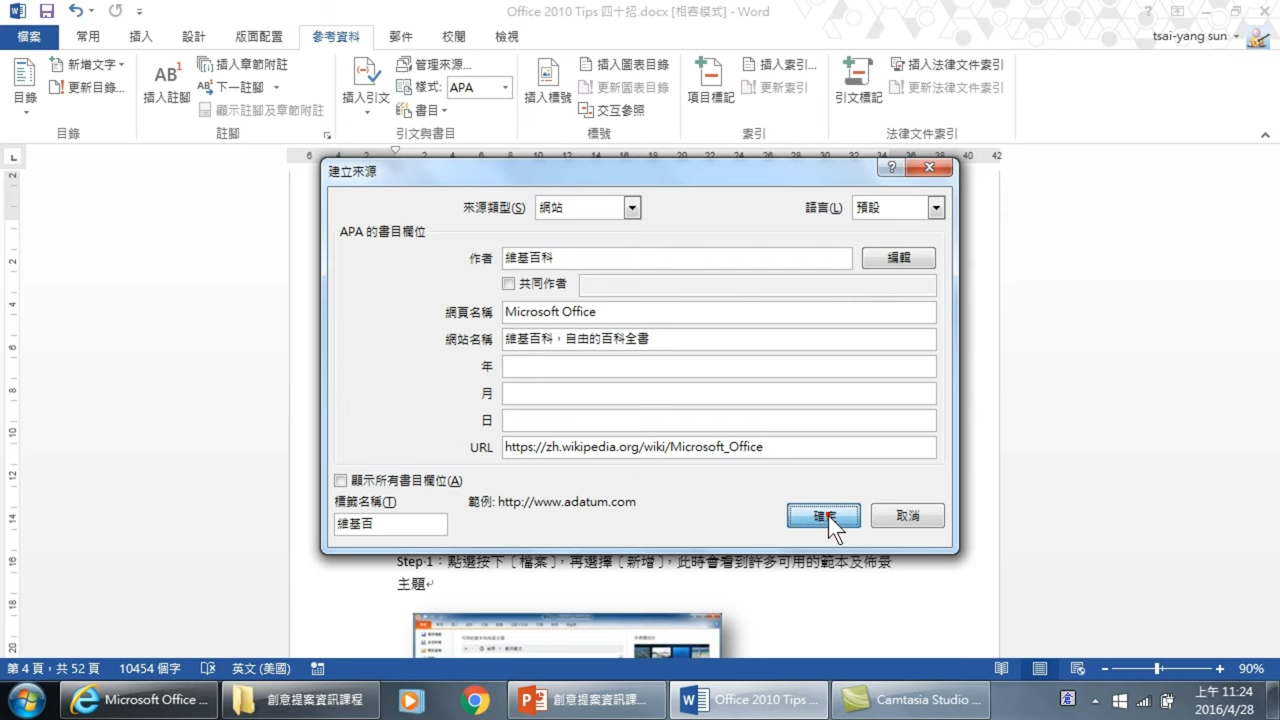 Office 2010 Tips 四十招.docx [相容模式] - Word
檔案 常用 插入 設計 版面配置 參考資料 郵件 校閱 檢視 tsai-yang sun
目錄 新增文字 更新目錄...
插入註腳 AB¹ 插入章節附註 下一註腳 顯示註腳及章節附註
插入引文 管理來源... 樣式: APA 書目
插入標號 插入圖表目錄 更新圖表目錄 交互參照
項目標記 插入索引... 更新索引
引文標記 插入法律文件索引 更新法律文件索引
目錄 註腳 引文與書目 標號 索引 法律文件索引
建立來源
來源類型(S) 網站 語言(L) 預設
APA 的書目欄位
作者 維基百科 編輯
共同作者
網頁名稱 Microsoft Office
網站名稱 維基百科，自由的百科全書
年
月
日
URL https://zh.wikipedia.org/wiki/Microsoft_Office
顯示所有書目欄位(A)
標籤名稱(T) 範例: http://www.adatum.com
維基百 確定 取消
Step 1：點選按下〔檔案〕，再選擇〔新增〕，此時會看到許多可用的範本及佈景
主題
第 4 頁，共 52 頁 10454 個字 英文 (美國) 90%
Microsoft Office ... 創意提案資訊課程 創意提案資訊課... Office 2010 Tips ... Camtasia Studio ... 上午 11:24
2016/4/28